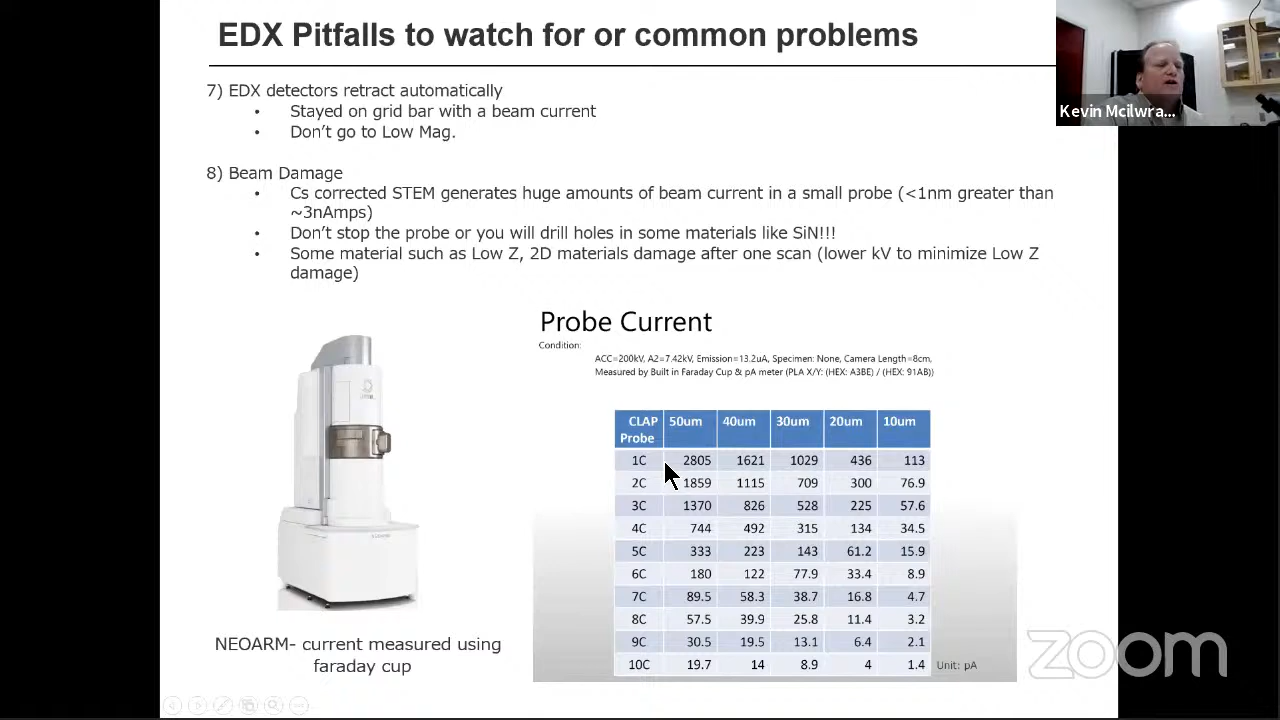 EDX Pitfalls to watch for or common problems
Kevin Mcilwra...
7) EDX detectors retract automatically
• Stayed on grid bar with a beam current
• Don't go to Low Mag.
8) Beam Damage
• Cs corrected STEM generates huge amounts of beam current in a small probe (<1nm greater than
~3nAmps)
• Don't stop the probe or you will drill holes in some materials like SiN!!!
• Some material such as Low Z, 2D materials damage after one scan (lower kV to minimize Low Z
damage)
Probe Current
Condition:
ACC=200kV, A2=7.42kV, Emission=13.2uA, Specimen: None, Camera Length=8cm,
Measured by Built in Faraday Cup & pA meter (PLA X/Y: (HEX: A3BE) / (HEX: 91AB))
CLAP 50um 40um 30um 20um 10um
Probe
1C 2805 1621 1029 436 113
2C 1859 1115 709 300 76.9
3C 1370 826 528 225 57.6
4C 744 492 315 134 34.5
5C 333 223 143 61.2 15.9
6C 180 122 77.9 33.4 8.9
7C 89.5 58.3 38.7 16.8 4.7
8C 57.5 39.9 25.8 11.4 3.2
9C 30.5 19.5 13.1 6.4 2.1
10C 19.7 14 8.9 4 1.4
Unit: pA
NEOARM- current measured using
faraday cup
zoom